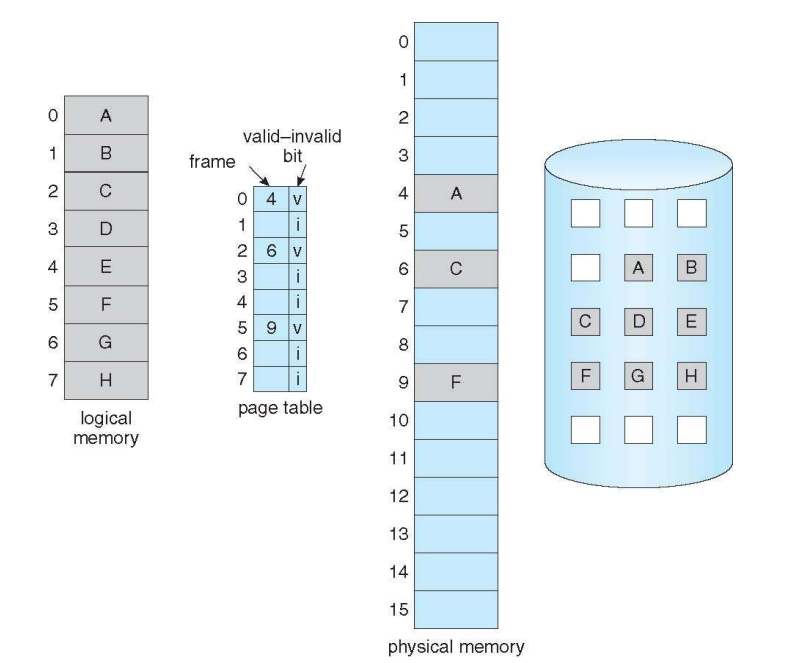 0 A
1 B
2 C
3 D
4 E
5 F
6 G
7 H
logical
memory
valid–invalid
bit
frame
0 4 v
1 i
2 6 v
3 i
4 i
5 9 v
6 i
7 i
page table
0
1
2
3
4 A
5
6 C
7
8
9 F
10
11
12
13
14
15
physical memory
A B
C D E
F G H